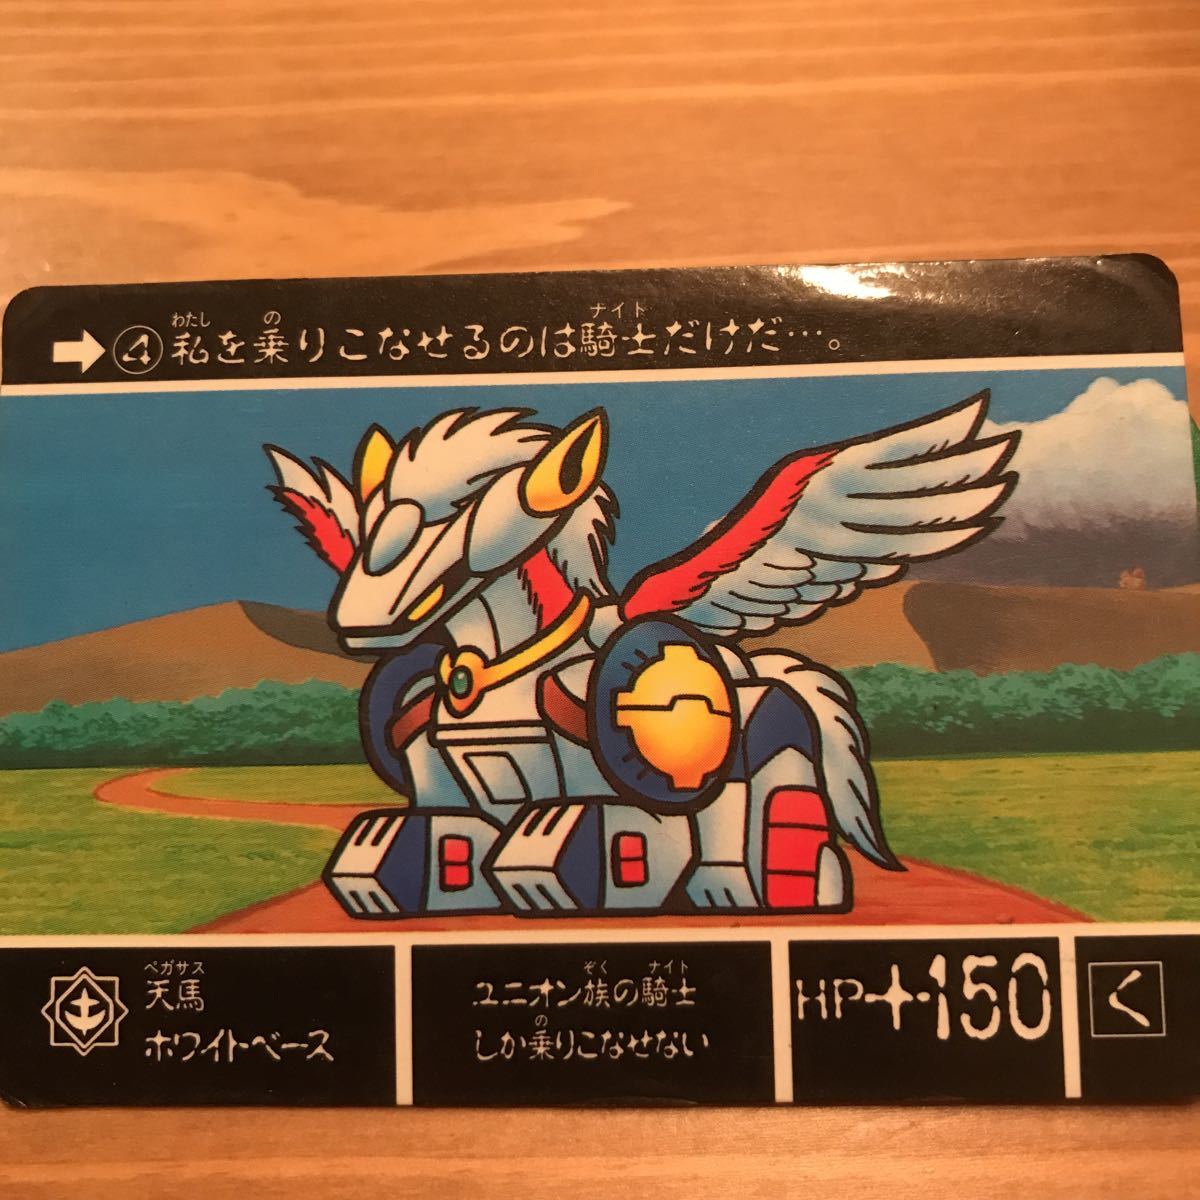 ➡④私を乗りこなせるのは騎士だけだ…。
わたし の ナイト
ペガサス
天馬
ホワイトベース
ぞく ナイト
ユニオン族の騎士
の
しか乗りこなせない
HP+150
く